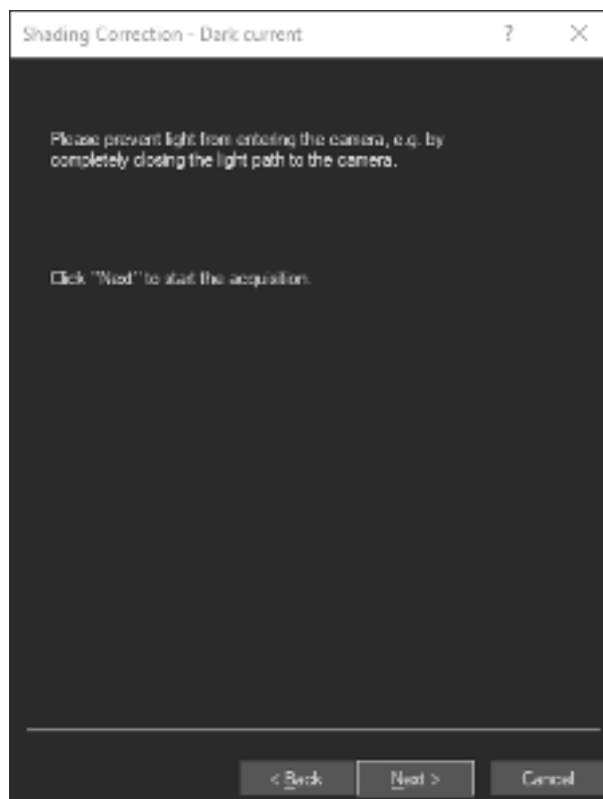 Shading Correction - Dark current ?
Please prevent light from entering the camera, e.g. by
completely closing the light path to the camera.
Click "Next" to start the acquisition.
< Back Next > Cancel